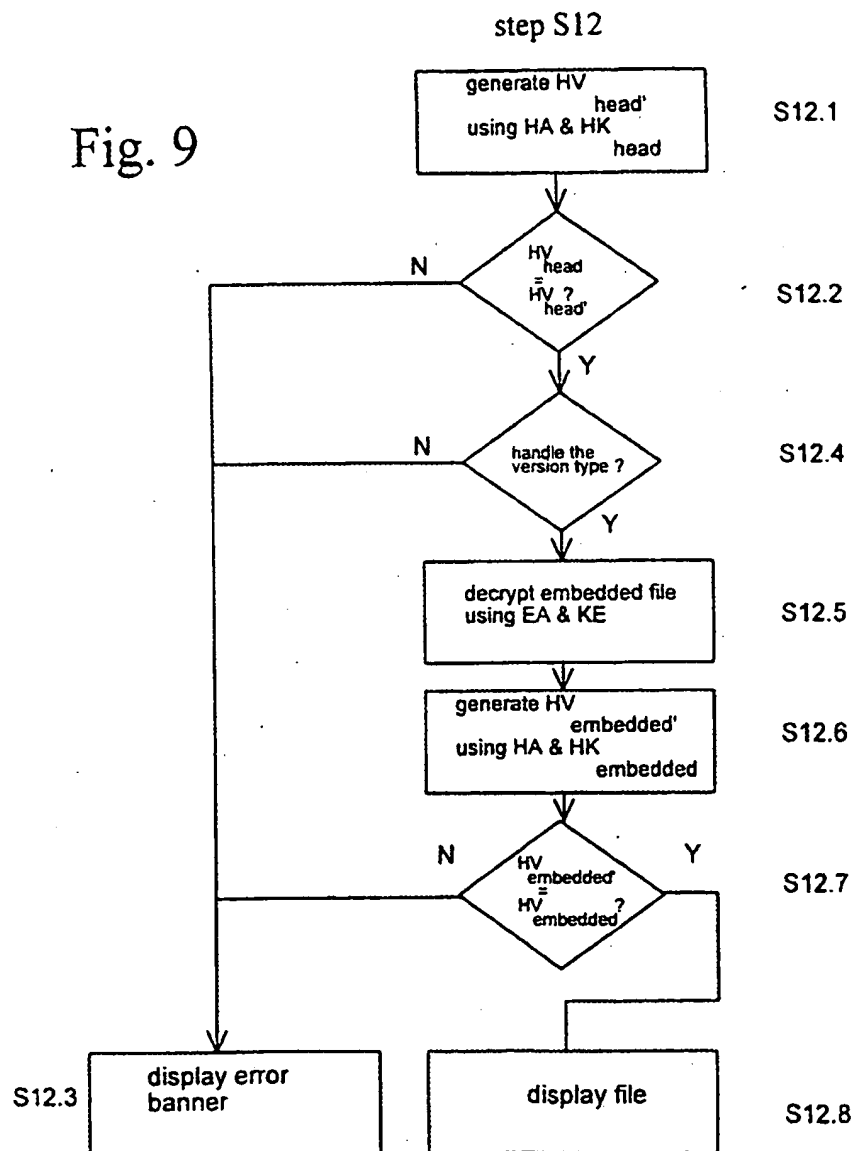 step S12
Fig. 9
generate HV
head'
using HA & HK
head
S12.1
HV
head
=
HV ?
head'
N
S12.2
Y
handle the
version type ?
N
S12.4
Y
decrypt embedded file
using EA & KE
S12.5
generate HV
embedded'
using HA & HK
embedded
S12.6
N
HV
embedded'
=
HV ?
embedded
Y
S12.7
S12.3
display error
banner
display file
S12.8